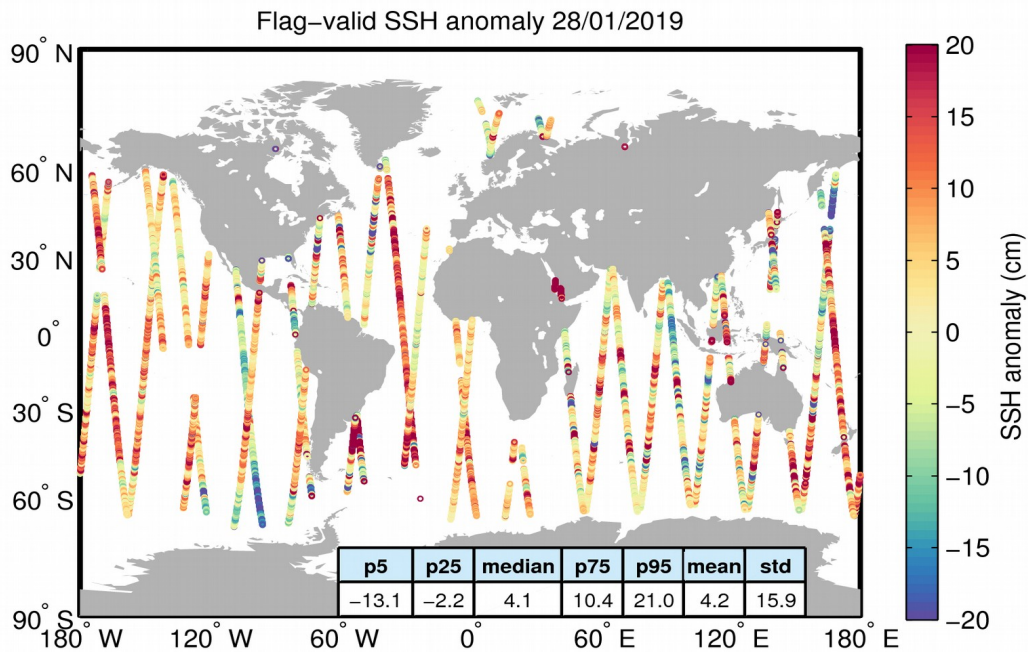 Flag−valid SSH anomaly 28/01/2019
90° N
60° N
30° N
0°
30° S
60° S
90° S
180° W
120° W
60° W
0°
60° E
120° E
180° E
p5 p25 median p75 p95 mean std
−13.1 −2.2 4.1 10.4 21.0 4.2 15.9
20
15
10
5
0
−5
−10
−15
−20
SSH anomaly (cm)